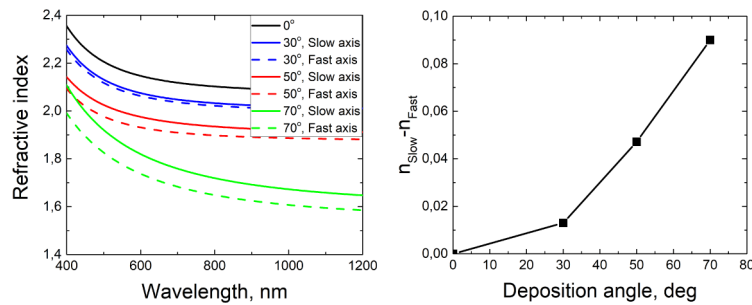 2,4
2,2
2,0
1,8
1,6
1,4
400
600
800
1000
1200
Refractive index
Wavelength, nm
0°
30°, Slow axis
30°, Fast axis
50°, Slow axis
50°, Fast axis
70°, Slow axis
70°, Fast axis
0,10
0,08
0,06
0,04
0,02
0,00
0
10
20
30
40
50
60
70
80
n_Slow-n_Fast
Deposition angle, deg